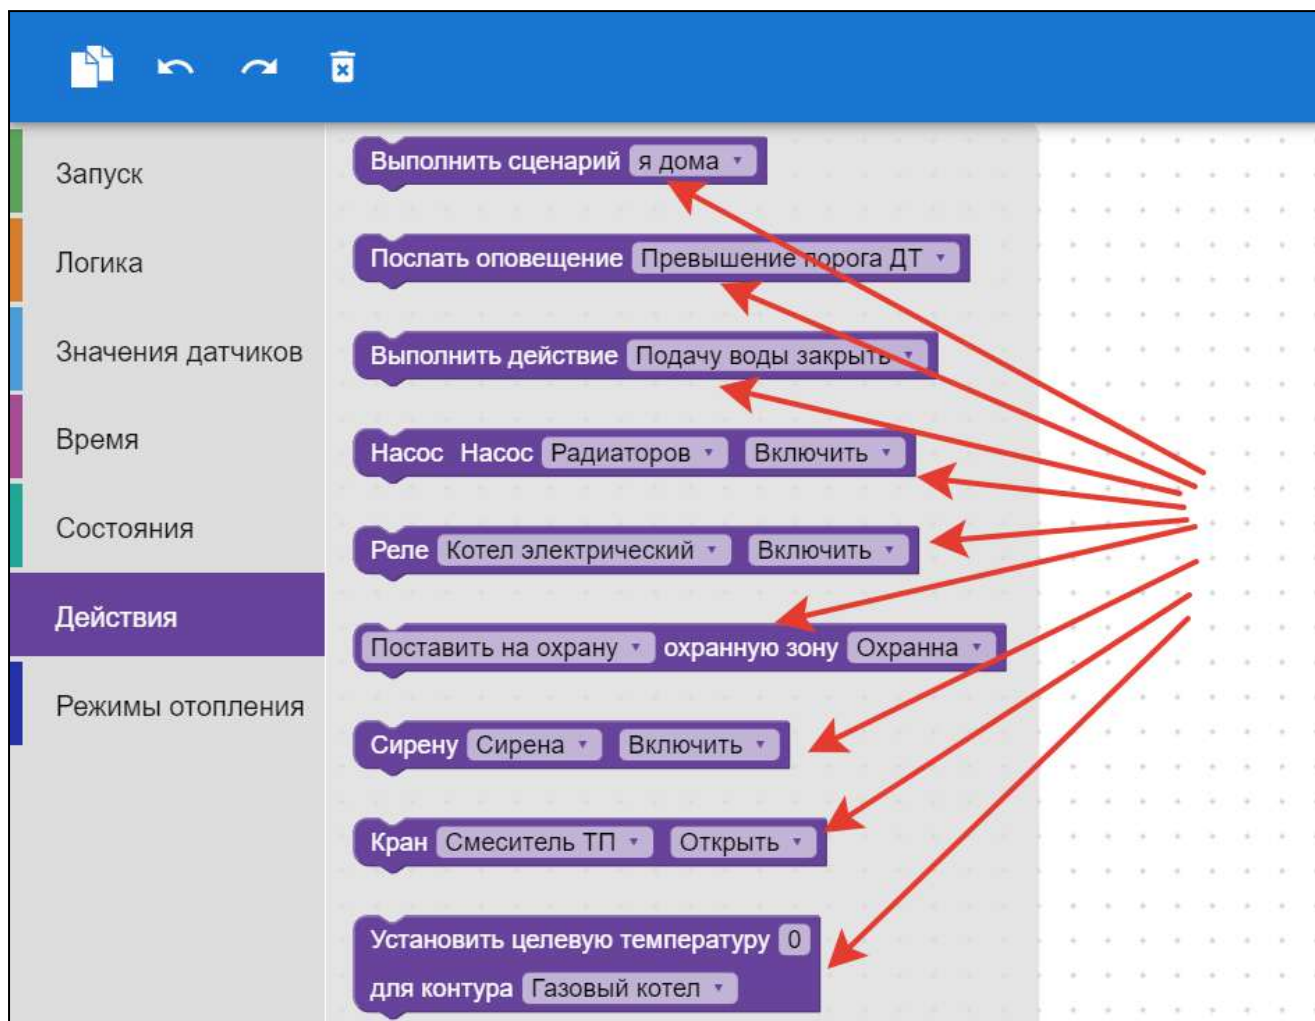 Запуск
Логика
Значения датчиков
Время
Состояния
Действия
Режимы отопления
Выполнить сценарий я дома
Послать оповещение Превышение порога ДТ
Выполнить действие Подачу воды закрыть
Насос Насос Радиаторов Включить
Реле Котел электрический Включить
Поставить на охрану охранную зону Охранна
Сирену Сирена Включить
Кран Смеситель ТП Открыть
Установить целевую температуру 0
для контура Газовый котел